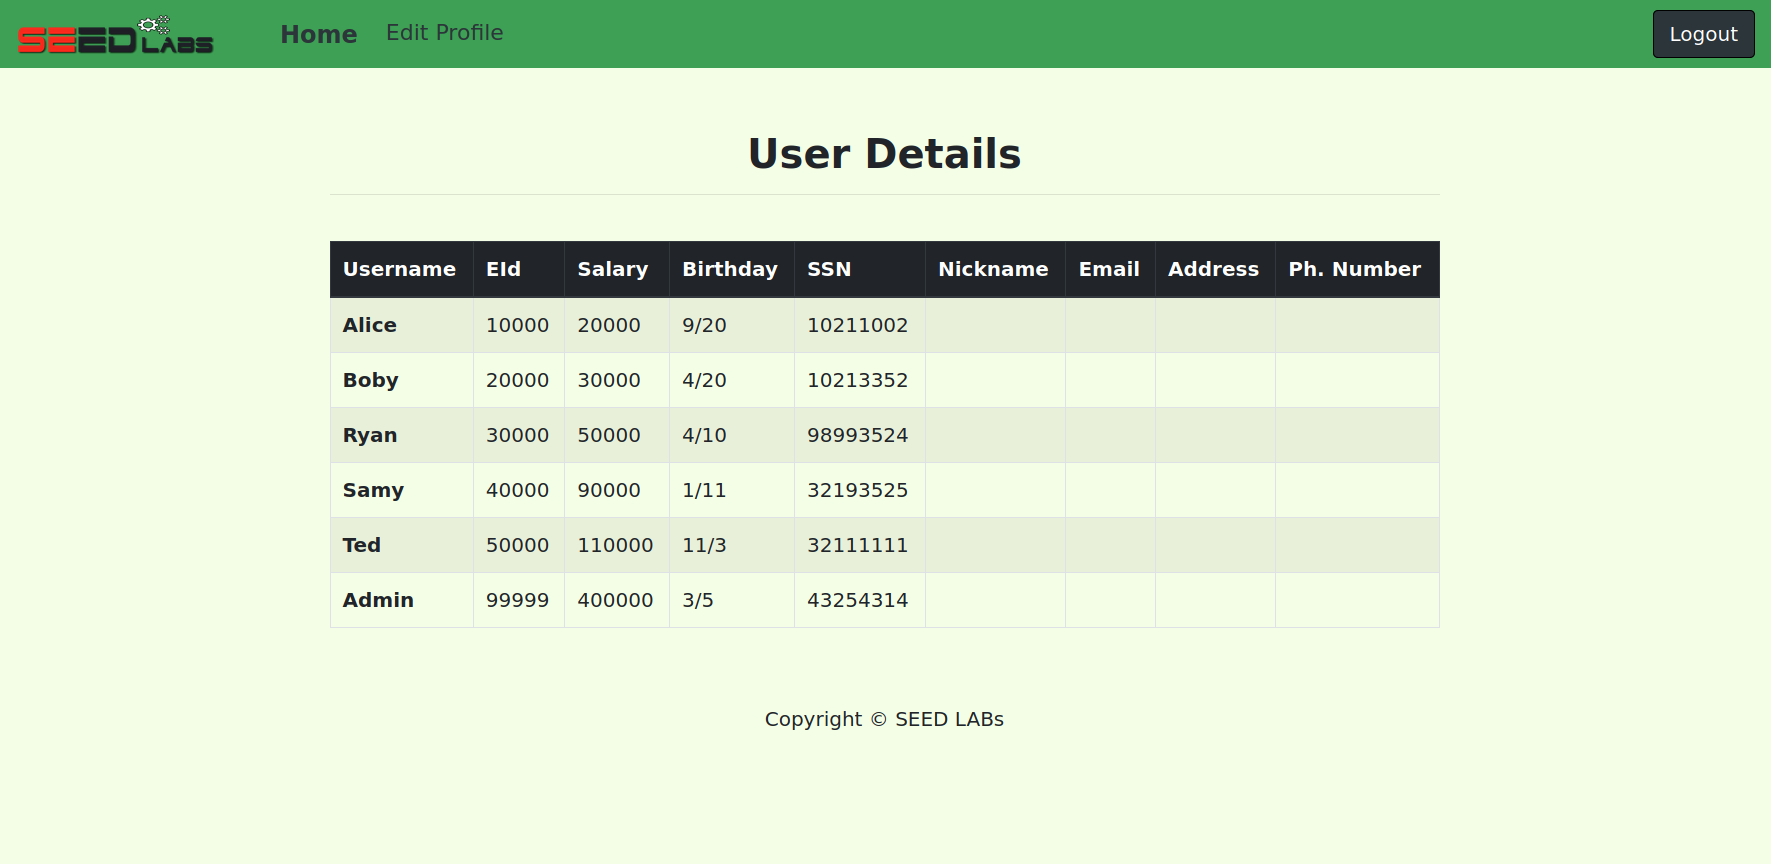 SEED LABS Home Edit Profile Logout
User Details
Username EId Salary Birthday SSN Nickname Email Address Ph. Number
Alice 10000 20000 9/20 10211002
Boby 20000 30000 4/20 10213352
Ryan 30000 50000 4/10 98993524
Samy 40000 90000 1/11 32193525
Ted 50000 110000 11/3 32111111
Admin 99999 400000 3/5 43254314
Copyright © SEED LABs